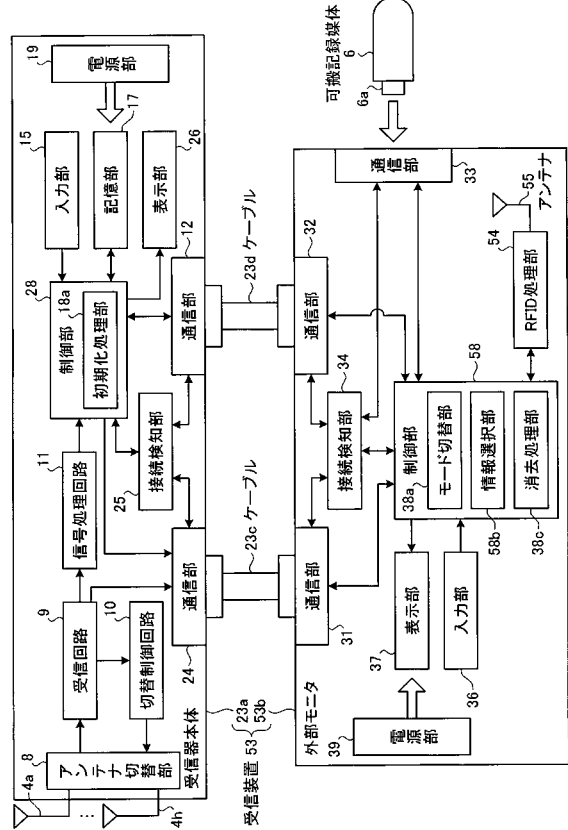 4a
4h
8
アンテナ切替部
9
受信回路
10
切替制御回路
11
信号処理回路
28
制御部
18a
初期化処理部
15
入力部
17
記憶部
26
表示部
19
電源部
25
接続検知部
24
通信部
12
通信部
受信器本体
23a
23c ケーブル
23d ケーブル
受信装置 53
53b
外部モニタ
31
通信部
32
通信部
34
接続検知部
33
通信部
可搬記録媒体
6
6a
37
表示部
36
入力部
39
電源部
58
制御部
38a
モード切替部
58b
情報選択部
38c
消去処理部
54
RFID処理部
55
アンテナ